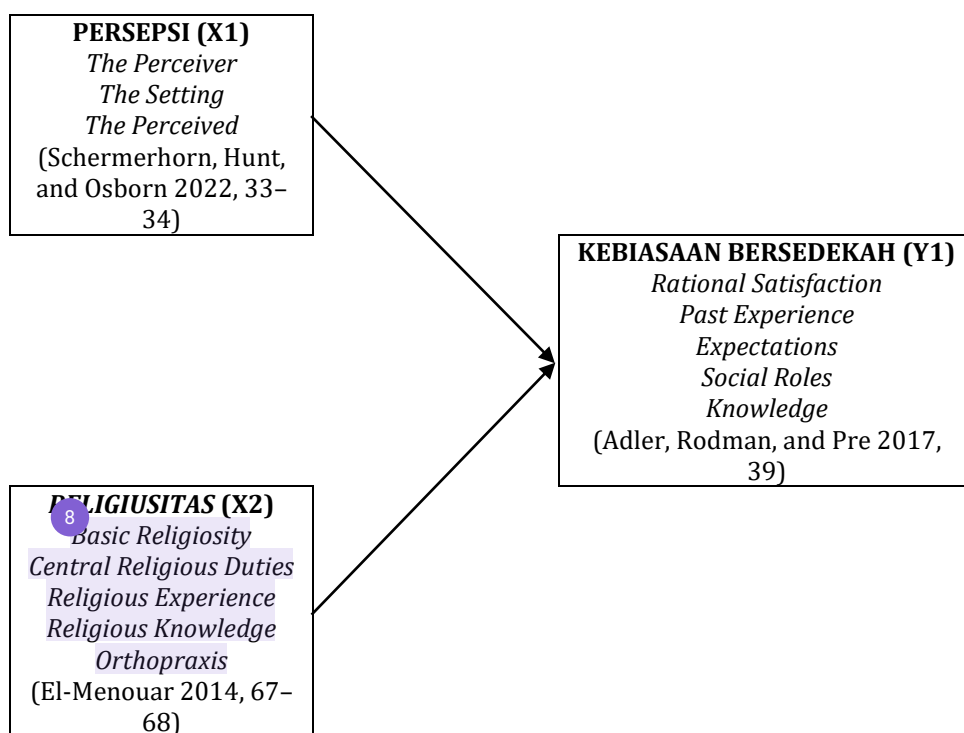 PERSEPSI (X1)
The Perceiver
The Setting
The Perceived
(Schermerhorn, Hunt,
and Osborn 2022, 33–
34)
KEBIASAAN BERSEDEKAH (Y1)
Rational Satisfaction
Past Experience
Expectations
Social Roles
Knowledge
(Adler, Rodman, and Pre 2017,
39)
RELIGIUSITAS (X2)
8
Basic Religiosity
Central Religious Duties
Religious Experience
Religious Knowledge
Orthopraxis
(El-Menouar 2014, 67–
68)